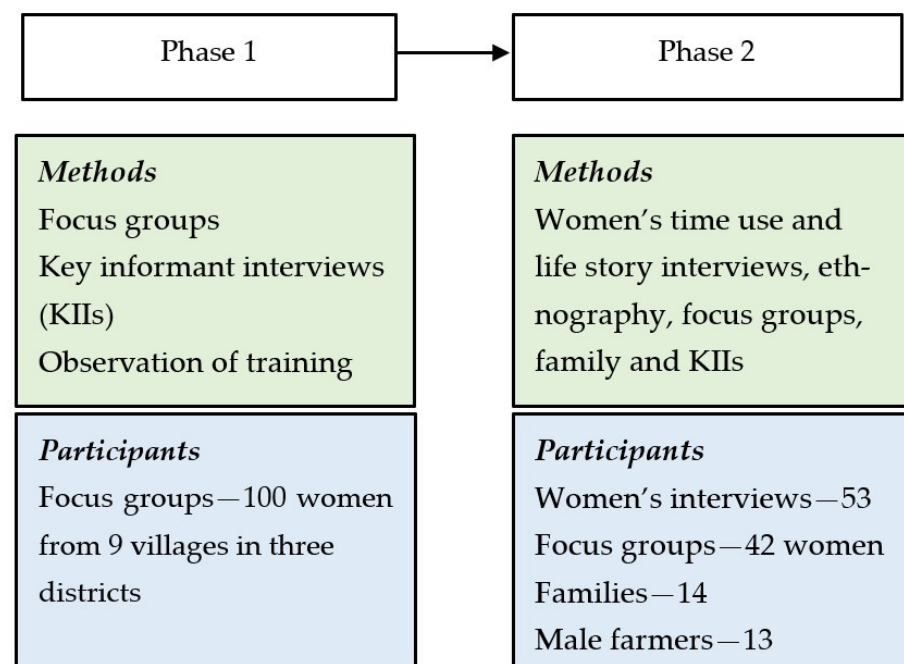 Phase 1
Phase 2
Methods
Focus groups
Key informant interviews
(KIIs)
Observation of training
Methods
Women’s time use and
life story interviews, eth-
nography, focus groups,
family and KIIs
Participants
Focus groups—100 women
from 9 villages in three
districts
Participants
Women’s interviews—53
Focus groups—42 women
Families—14
Male farmers—13